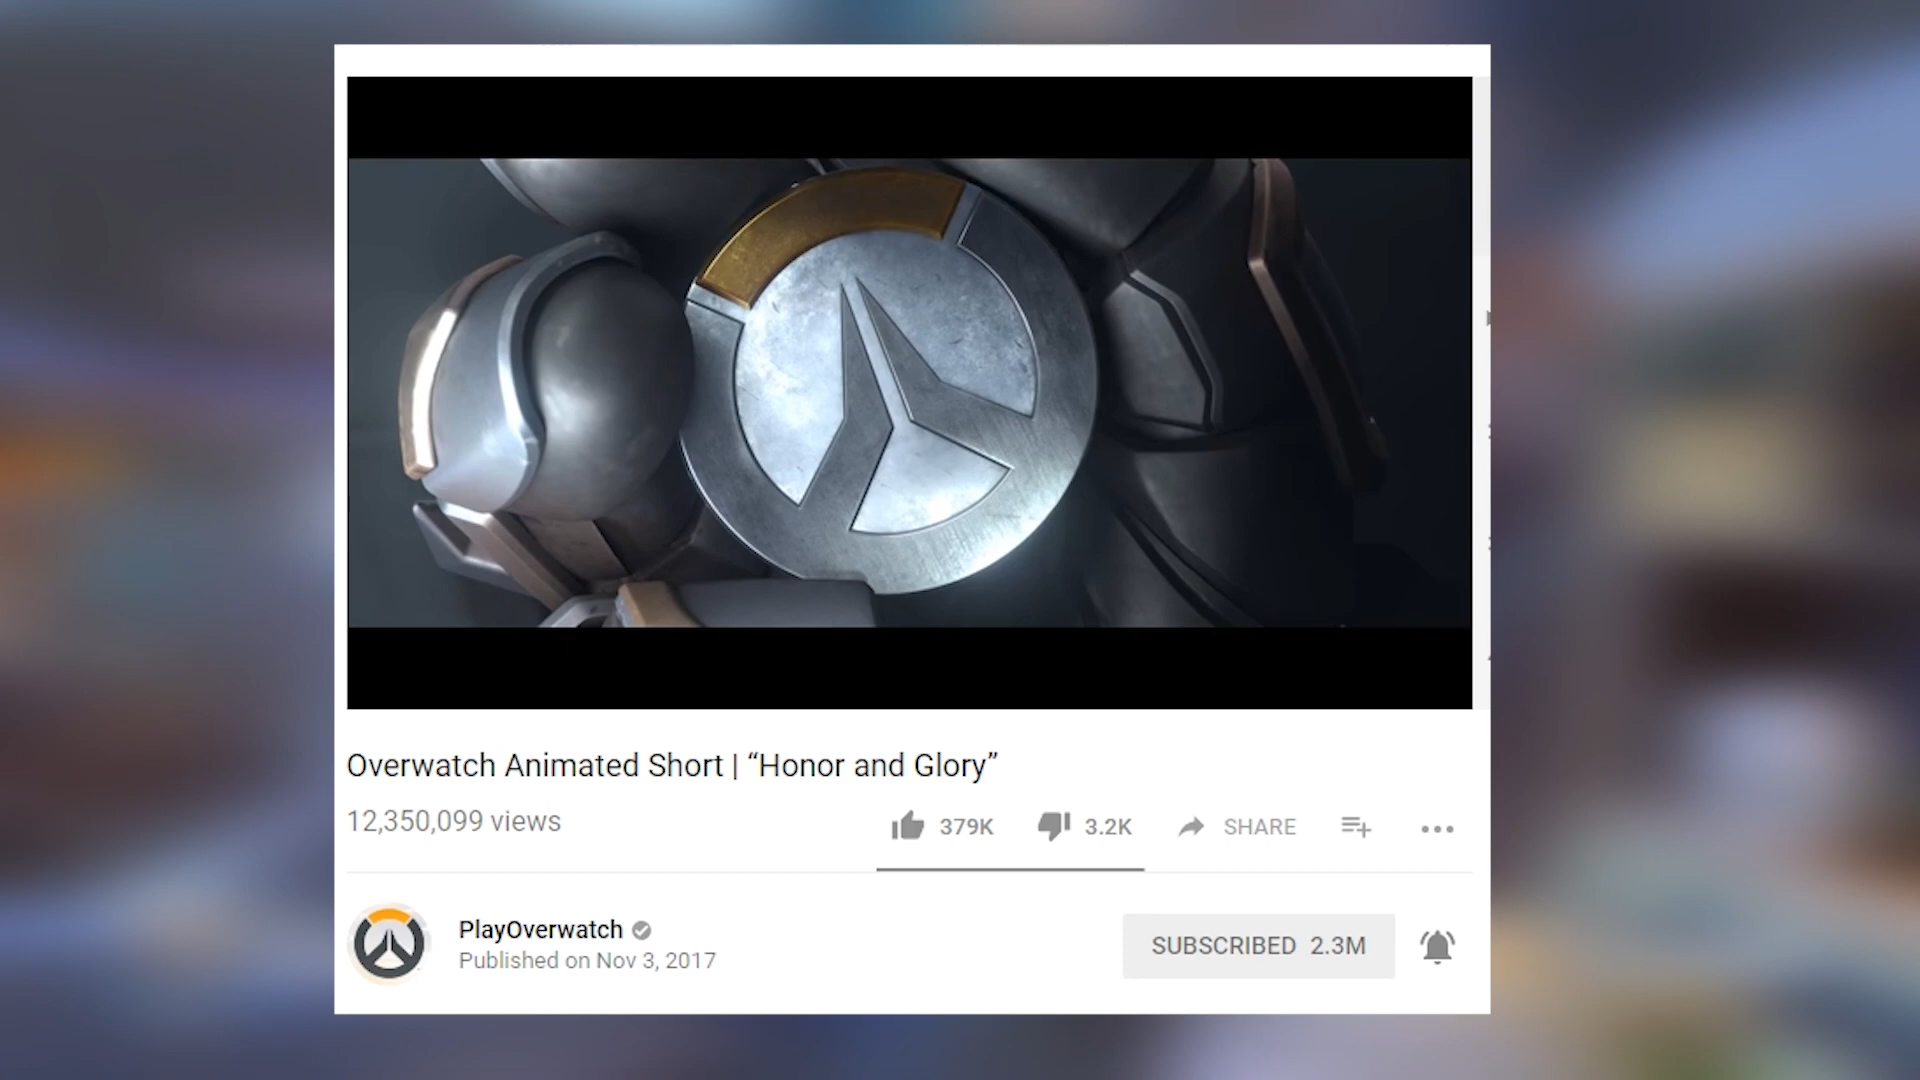 Overwatch Animated Short | “Honor and Glory”
12,350,099 views
379K
3.2K
SHARE
PlayOverwatch
Published on Nov 3, 2017
SUBSCRIBED 2.3M